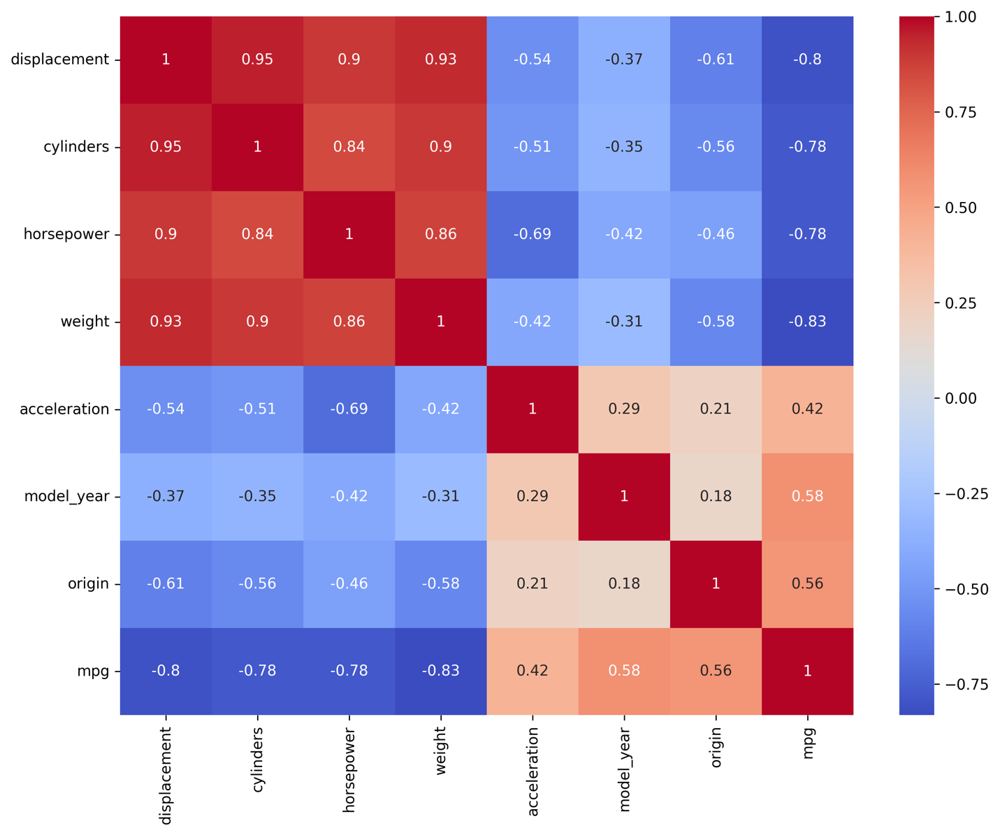 displacement 1 0.95 0.9 0.93 -0.54 -0.37 -0.61 -0.8
cylinders 0.95 1 0.84 0.9 -0.51 -0.35 -0.56 -0.78
horsepower 0.9 0.84 1 0.86 -0.69 -0.42 -0.46 -0.78
weight 0.93 0.9 0.86 1 -0.42 -0.31 -0.58 -0.83
acceleration -0.54 -0.51 -0.69 -0.42 1 0.29 0.21 0.42
model_year -0.37 -0.35 -0.42 -0.31 0.29 1 0.18 0.58
origin -0.61 -0.56 -0.46 -0.58 0.21 0.18 1 0.56
mpg -0.8 -0.78 -0.78 -0.83 0.42 0.58 0.56 1
displacement
cylinders
horsepower
weight
acceleration
model_year
origin
mpg
1.00
0.75
0.50
0.25
0.00
−0.25
−0.50
−0.75